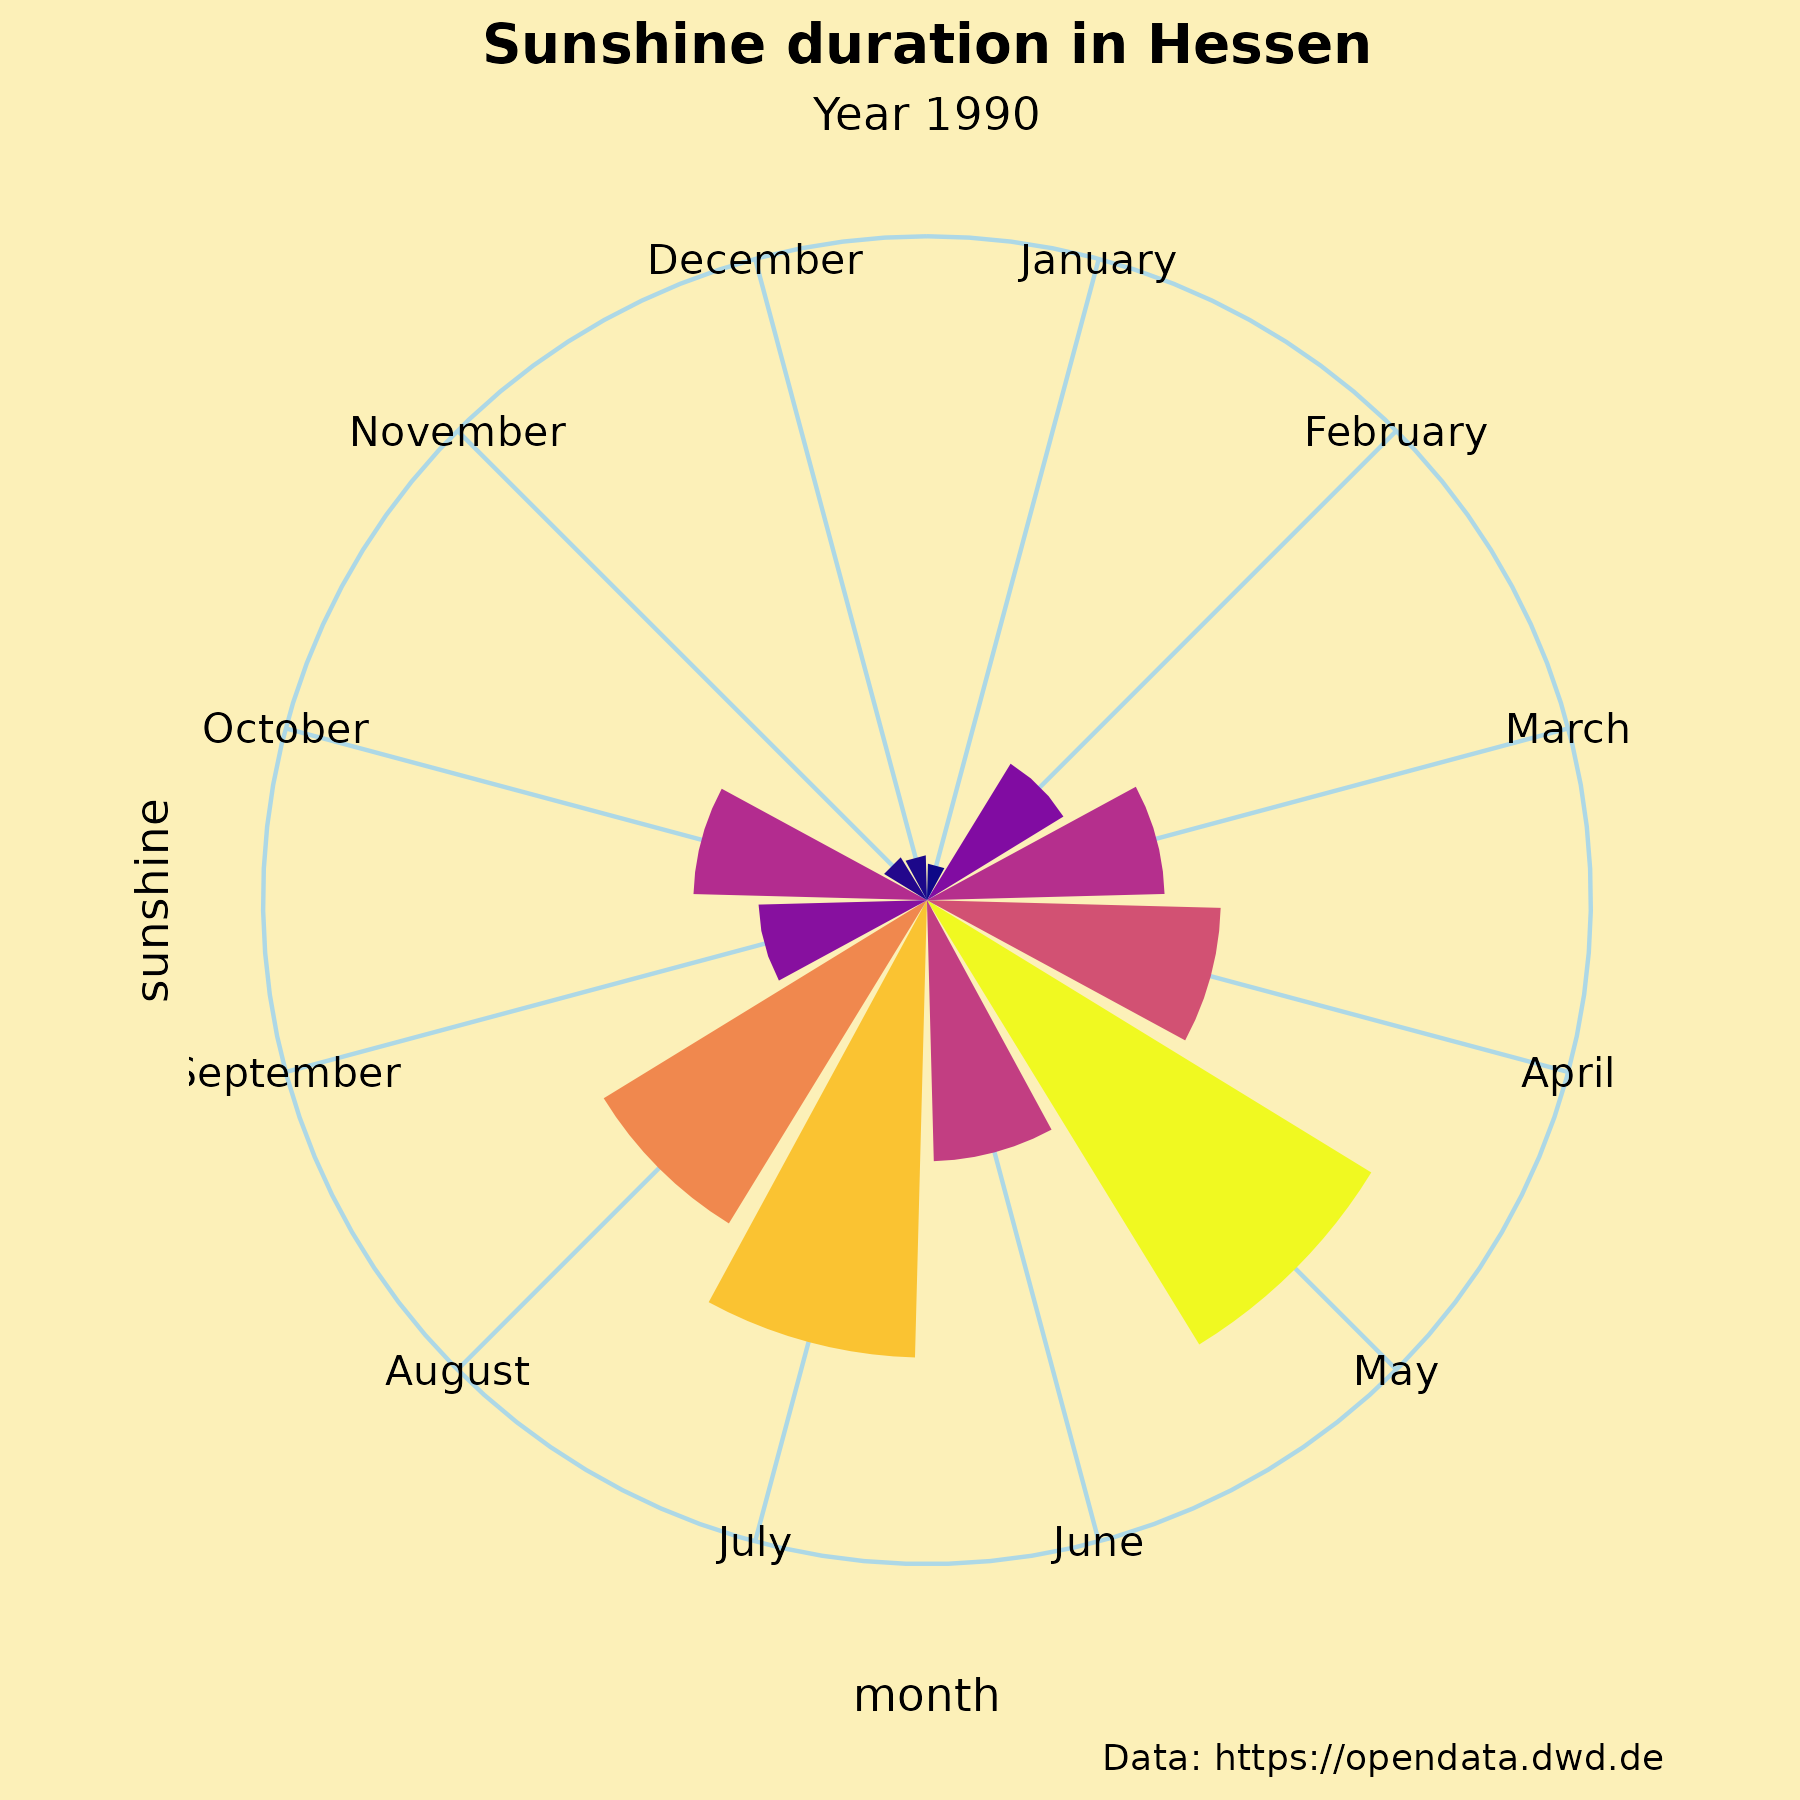 Sunshine duration in Hessen
Year 1990
December
January
November
February
October
March
sunshine
September
April
August
May
July
June
month
Data: https://opendata.dwd.de